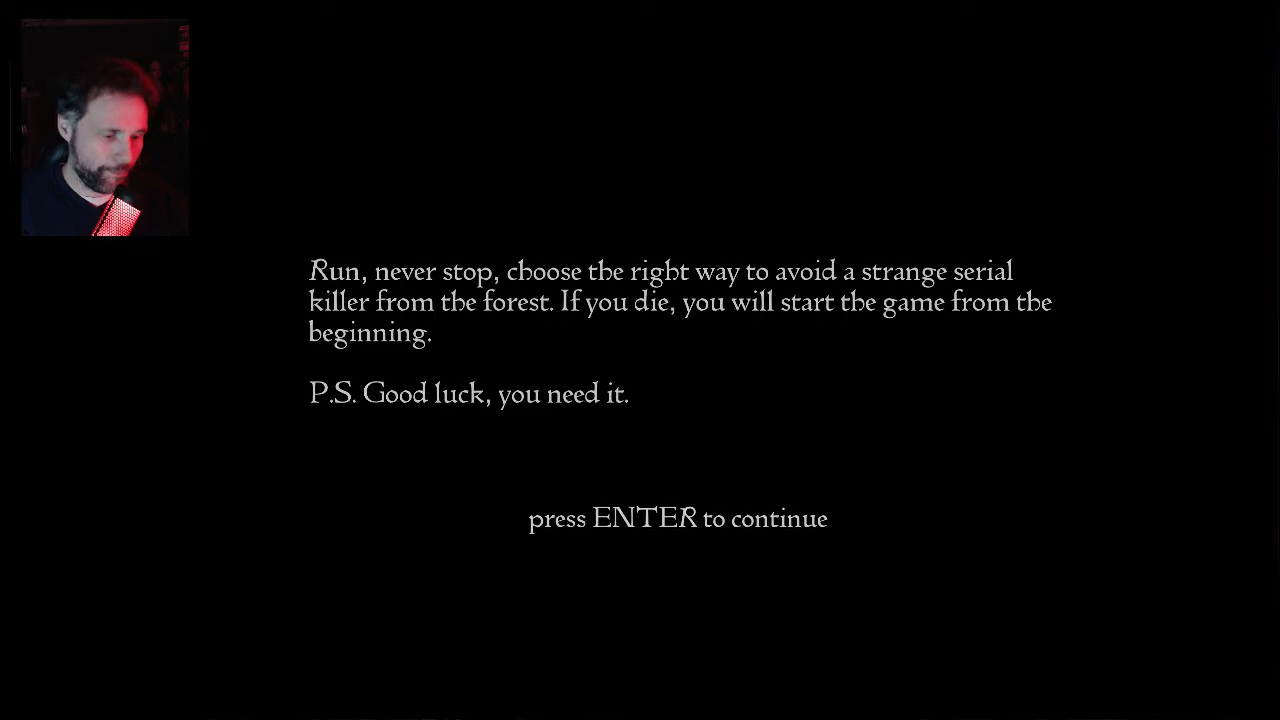 Run, never stop, choose the right way to avoid a strange serial
killer from the forest. If you die, you will start the game from the
beginning.
P.S. Good luck, you need it.
press ENTER to continue